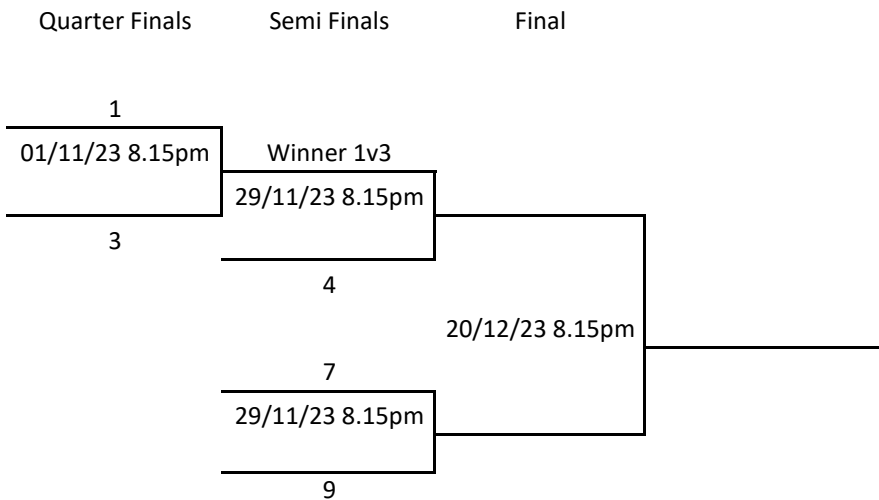 Quarter Finals Semi Finals Final
1
01/11/23 8.15pm Winner 1v3
29/11/23 8.15pm
3
4
20/12/23 8.15pm
7
29/11/23 8.15pm
9